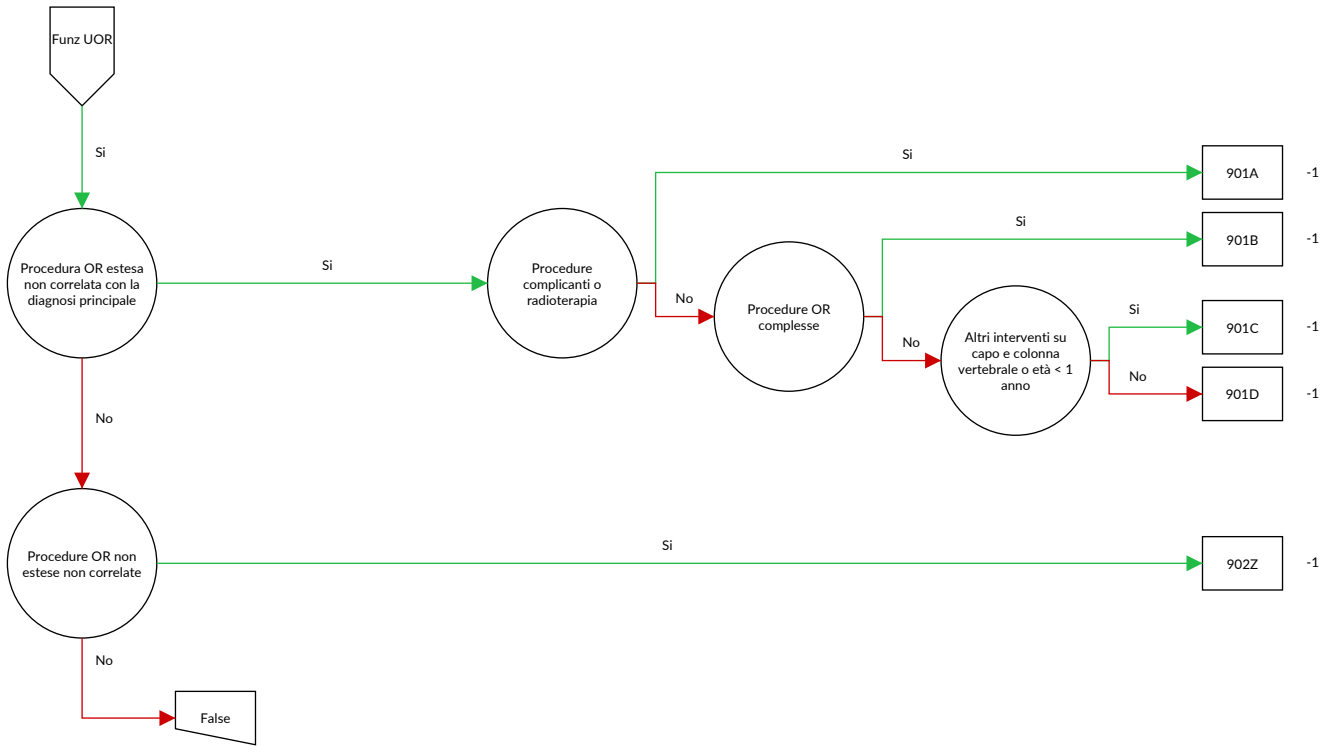 Funz UOR
Si
Si
901A
-1
Si
901B
-1
Procedura OR estesa
non correlata con la
diagnosi principale
Si
Procedure
complicanti o
radioterapia
No
Procedure OR
complesse
No
Altri interventi su
capo e colonna
vertebrale o età < 1
anno
Si
901C
-1
No
901D
-1
No
Procedure OR non
estese non correlate
Si
902Z
-1
No
False